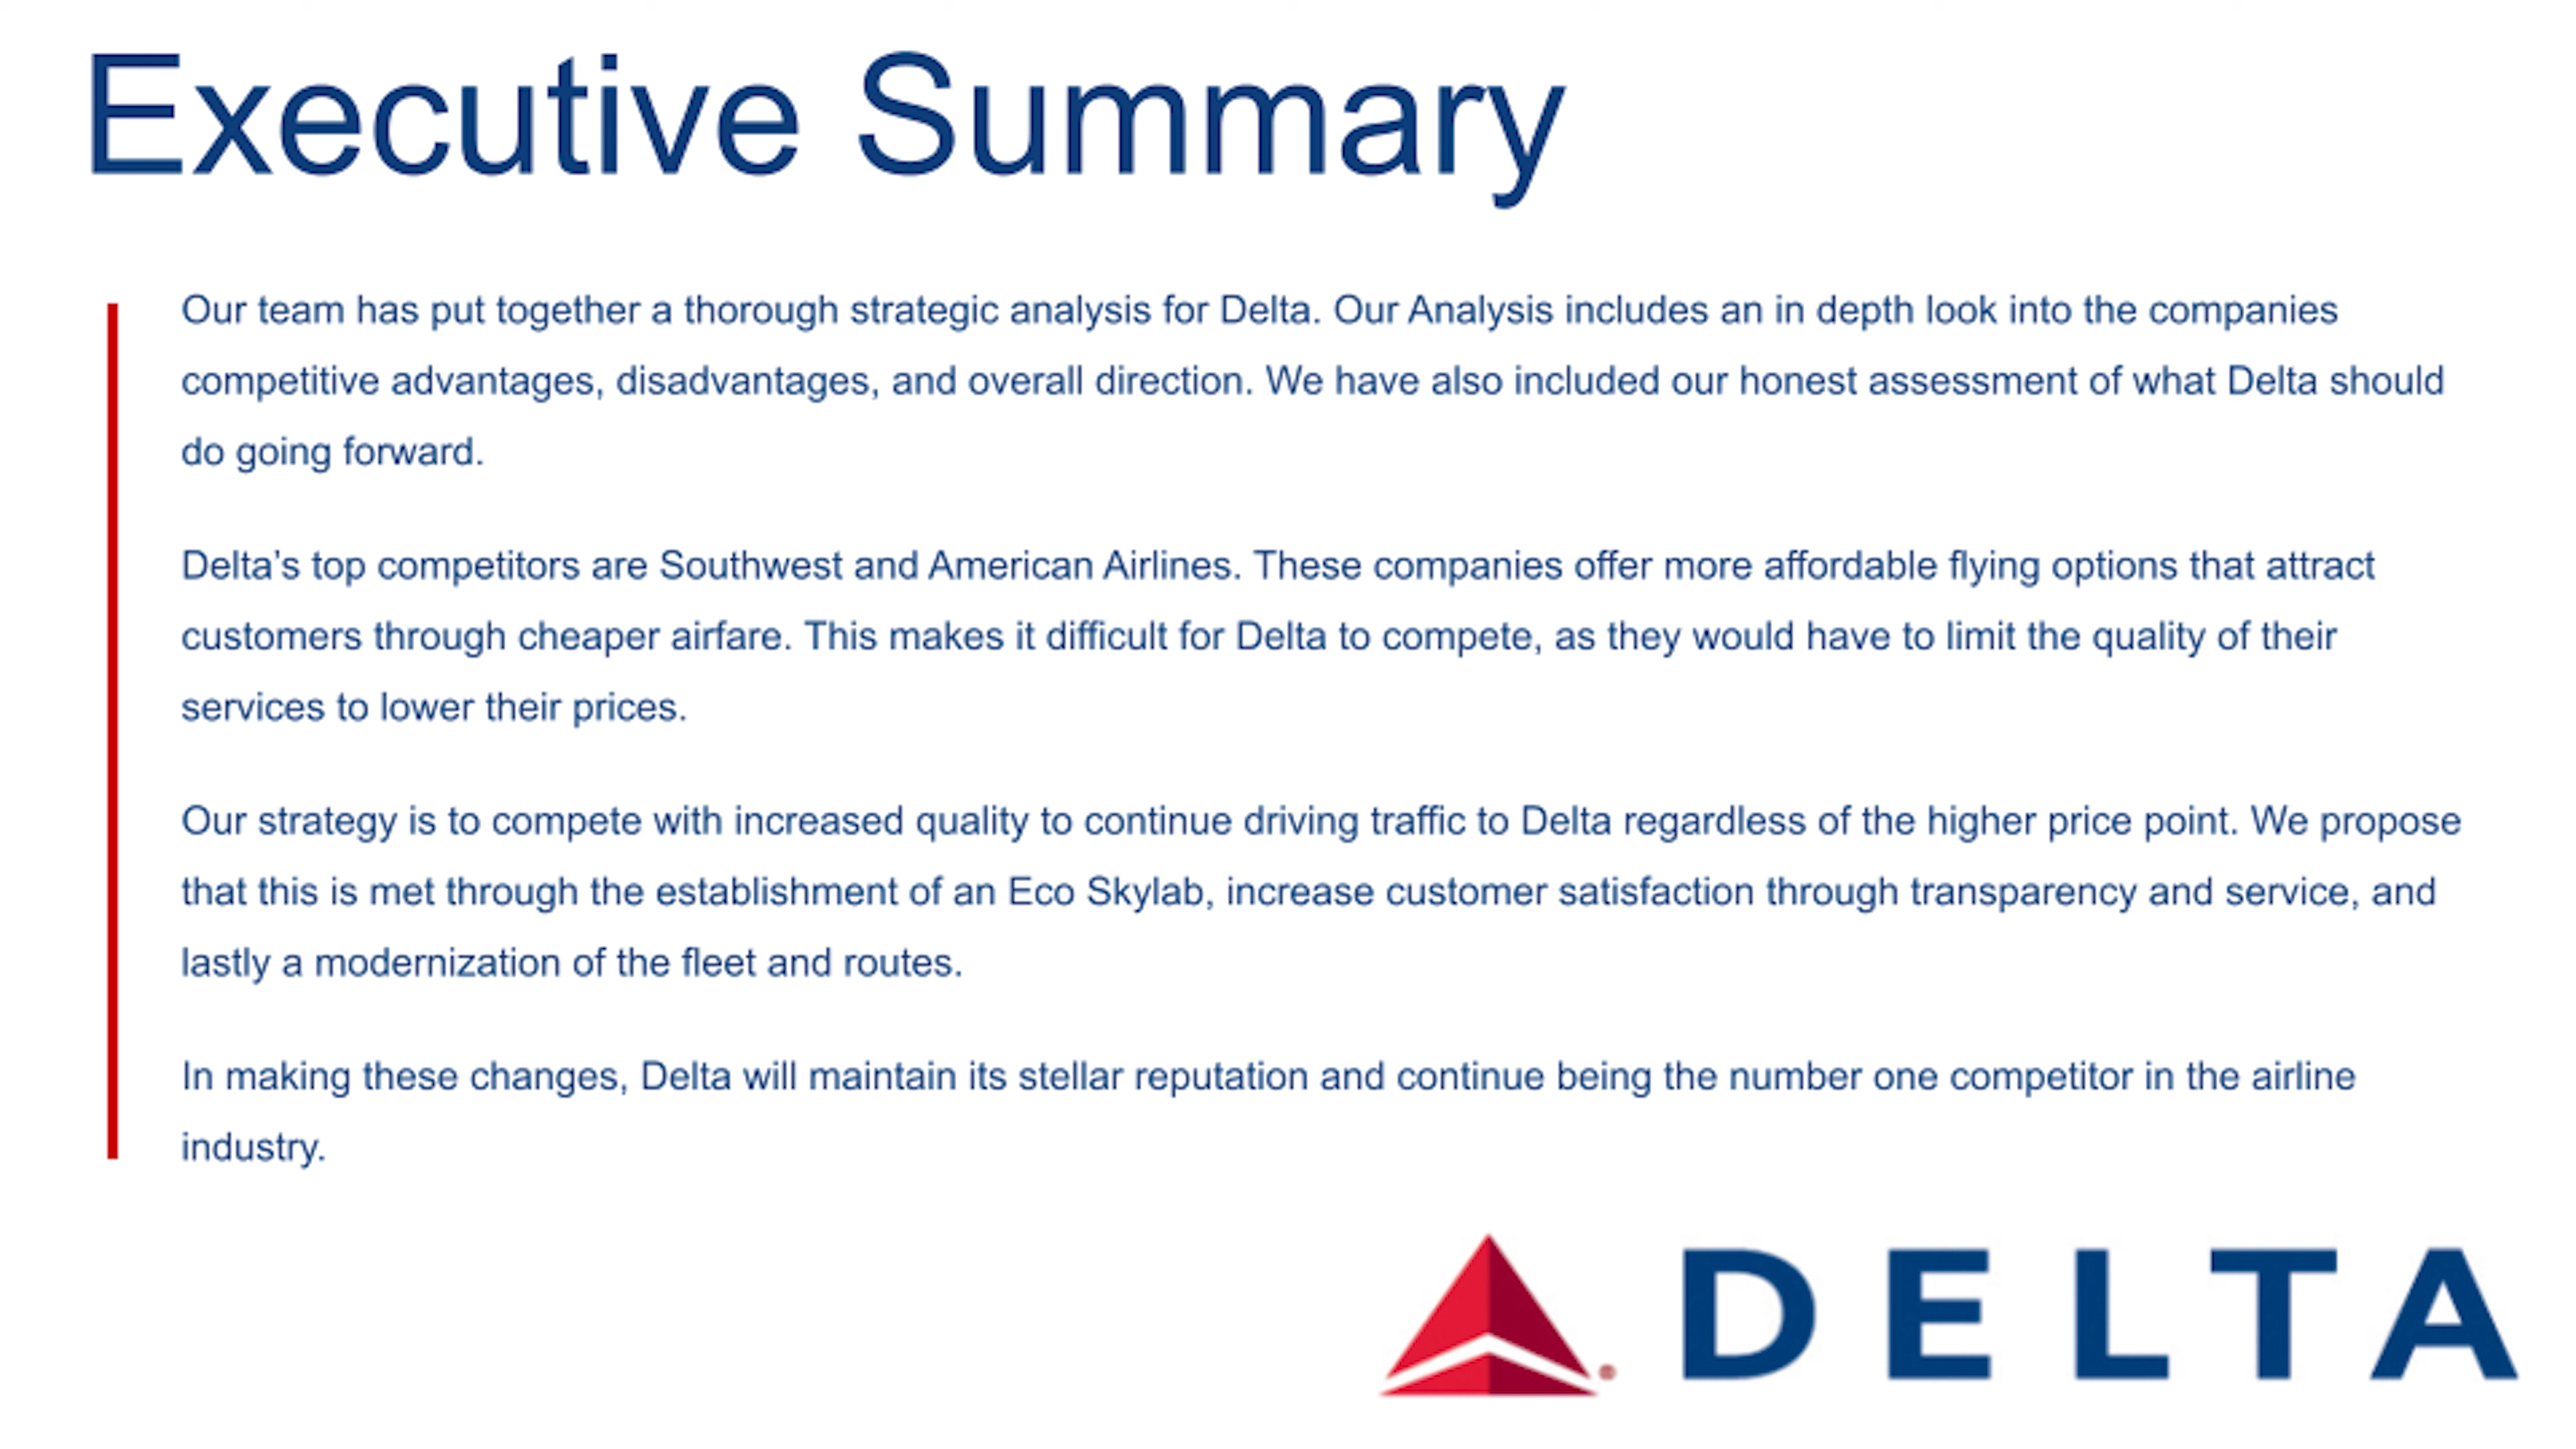 Executive Summary
Our team has put together a thorough strategic analysis for Delta. Our Analysis includes an in depth look into the companies
competitive advantages, disadvantages, and overall direction. We have also included our honest assessment of what Delta should
do going forward.
Delta's top competitors are Southwest and American Airlines. These companies offer more affordable flying options that attract
customers through cheaper airfare. This makes it difficult for Delta to compete, as they would have to limit the quality of their
services to lower their prices.
Our strategy is to compete with increased quality to continue driving traffic to Delta regardless of the higher price point. We propose
that this is met through the establishment of an Eco Skylab, increase customer satisfaction through transparency and service, and
lastly a modernization of the fleet and routes.
In making these changes, Delta will maintain its stellar reputation and continue being the number one competitor in the airline
industry.
DELTA